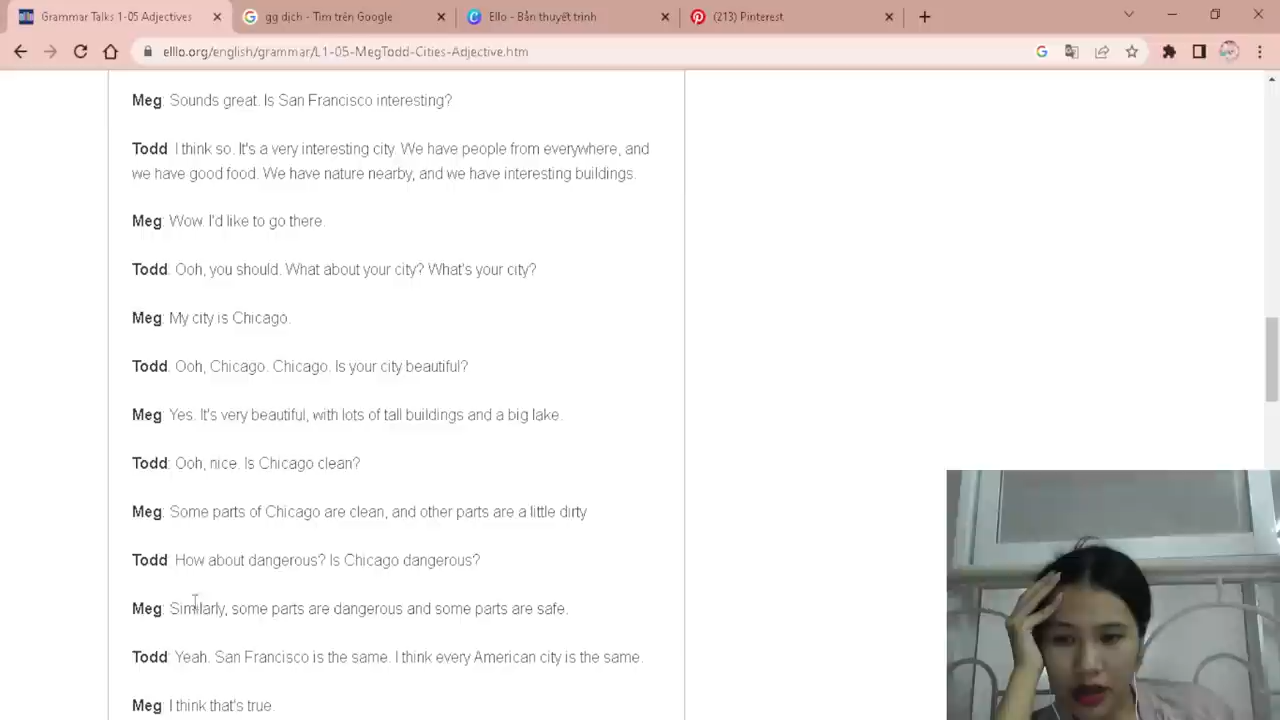 Grammar Talks 1-05 Adjectives
gg dịch - Tìm trên Google
Ello - Bản thuyết trình
(213) Pinterest
elllo.org/english/grammar/L1-05-MegTodd-Cities-Adjective.htm
Meg: Sounds great. Is San Francisco interesting?
Todd: I think so. It's a very interesting city. We have people from everywhere, and
we have good food. We have nature nearby, and we have interesting buildings.
Meg: Wow. I'd like to go there.
Todd: Ooh, you should. What about your city? What's your city?
Meg: My city is Chicago.
Todd: Ooh, Chicago. Chicago. Is your city beautiful?
Meg: Yes. It's very beautiful, with lots of tall buildings and a big lake.
Todd: Ooh, nice. Is Chicago clean?
Meg: Some parts of Chicago are clean, and other parts are a little dirty
Todd: How about dangerous? Is Chicago dangerous?
Meg: Similarly, some parts are dangerous and some parts are safe.
Todd: Yeah. San Francisco is the same. I think every American city is the same.
Meg: I think that's true.